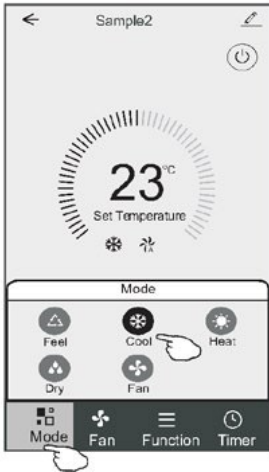 Sample2
23°C
Set Temperature
A
Mode
Feel Cool Heat
Dry Fan
Mode Fan Function Timer